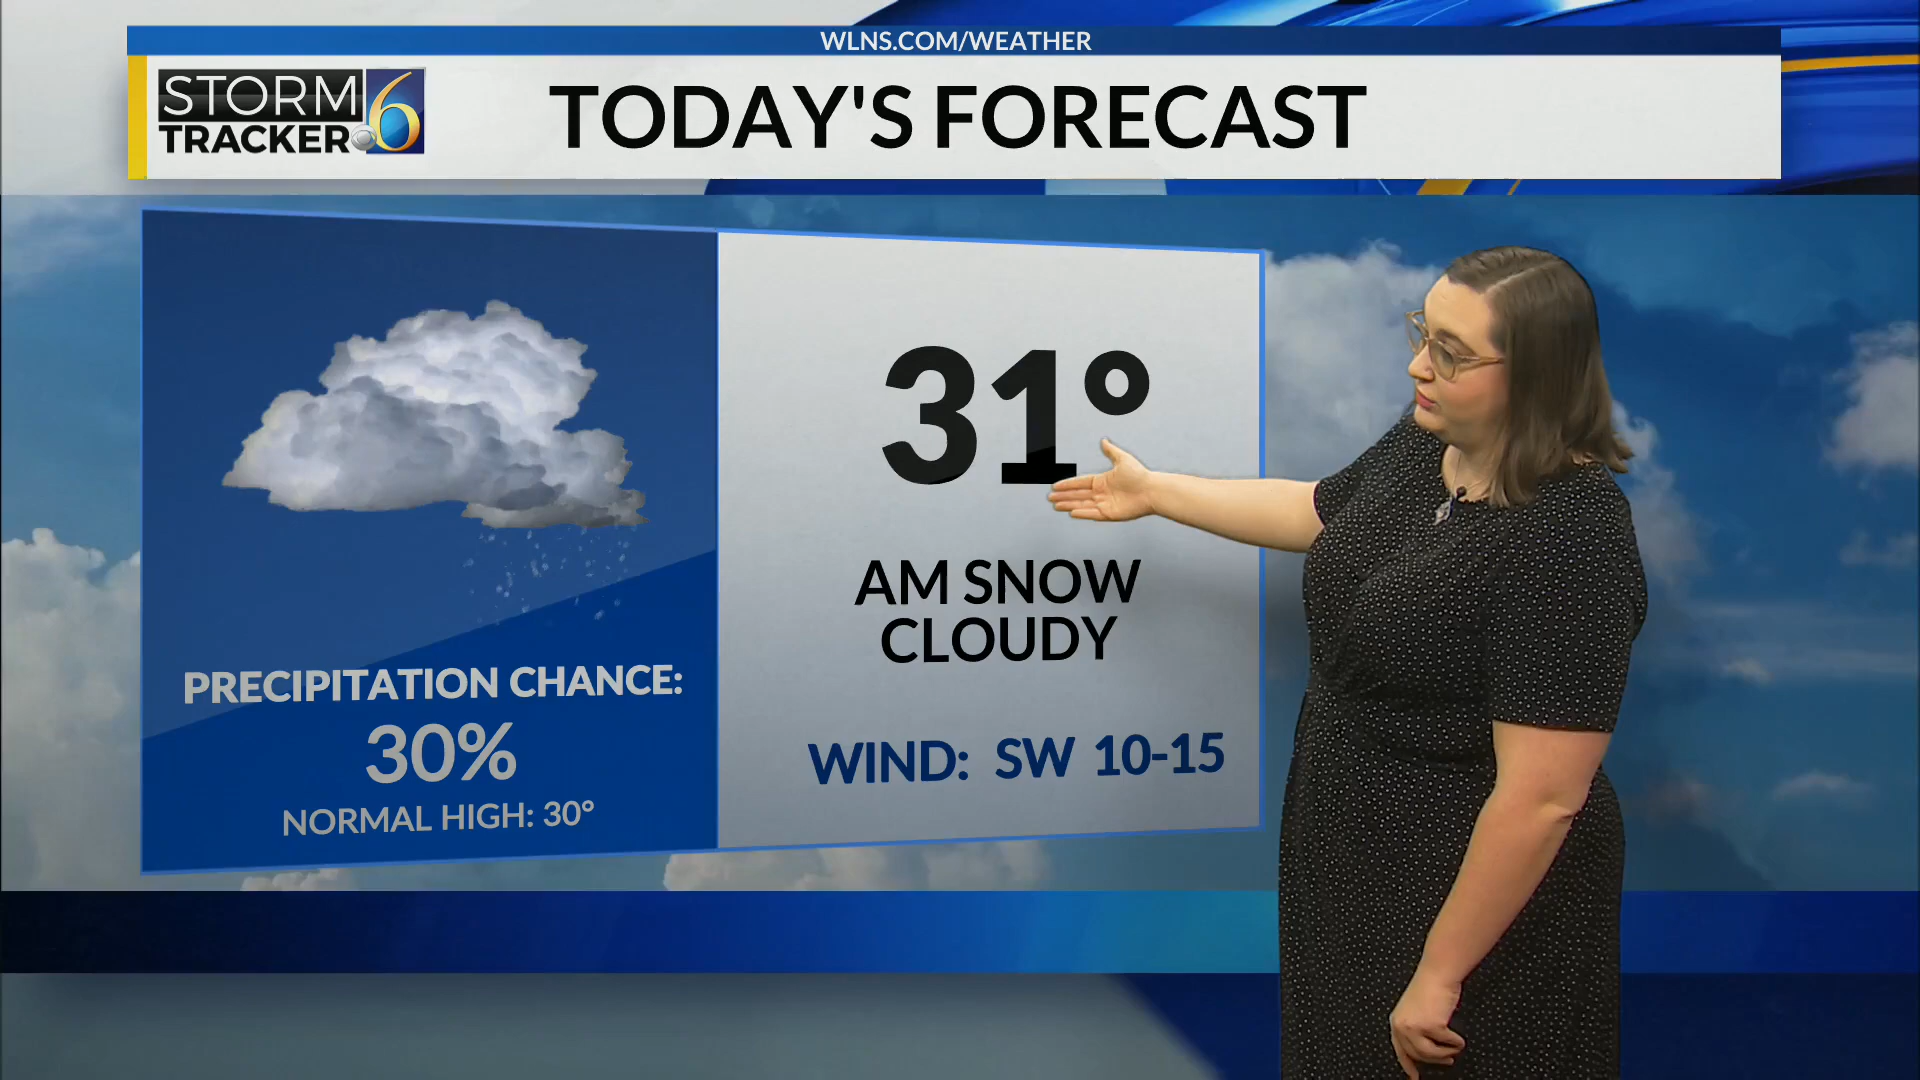 WLNS.COM/WEATHER
STORM
TRACKER 6
TODAY'S FORECAST
PRECIPITATION CHANCE:
30%
NORMAL HIGH: 30°
31°
AM SNOW
CLOUDY
WIND: SW 10-15